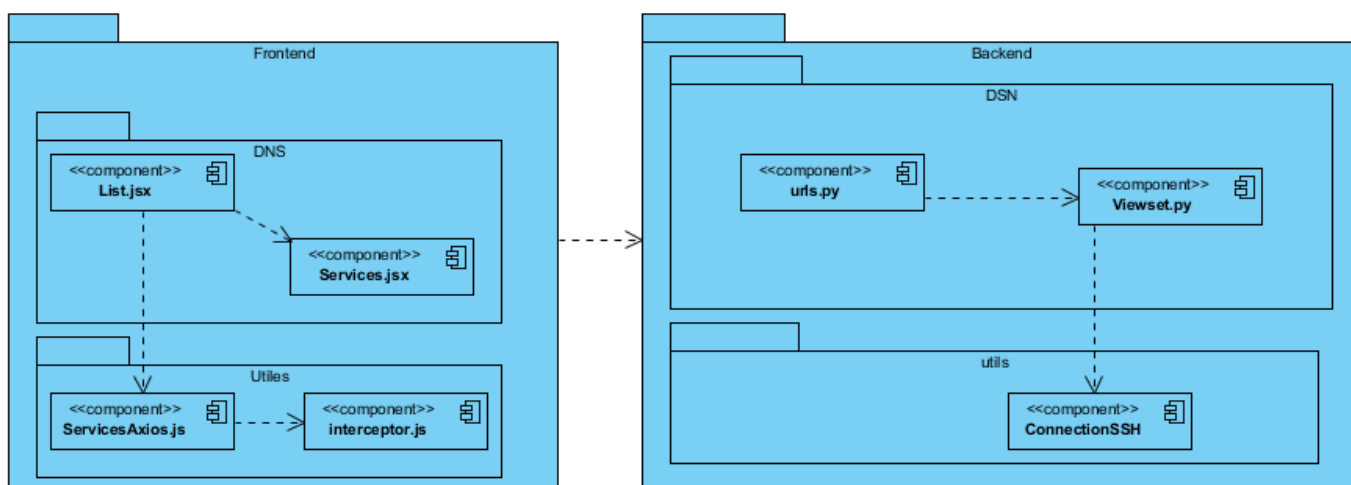 Frontend
DNS
<<component>>
List.jsx
<<component>>
Services.jsx
Utiles
<<component>>
ServicesAxios.js
<<component>>
interceptor.js
Backend
DSN
<<component>>
urls.py
<<component>>
Viewset.py
utils
<<component>>
ConnectionSSH